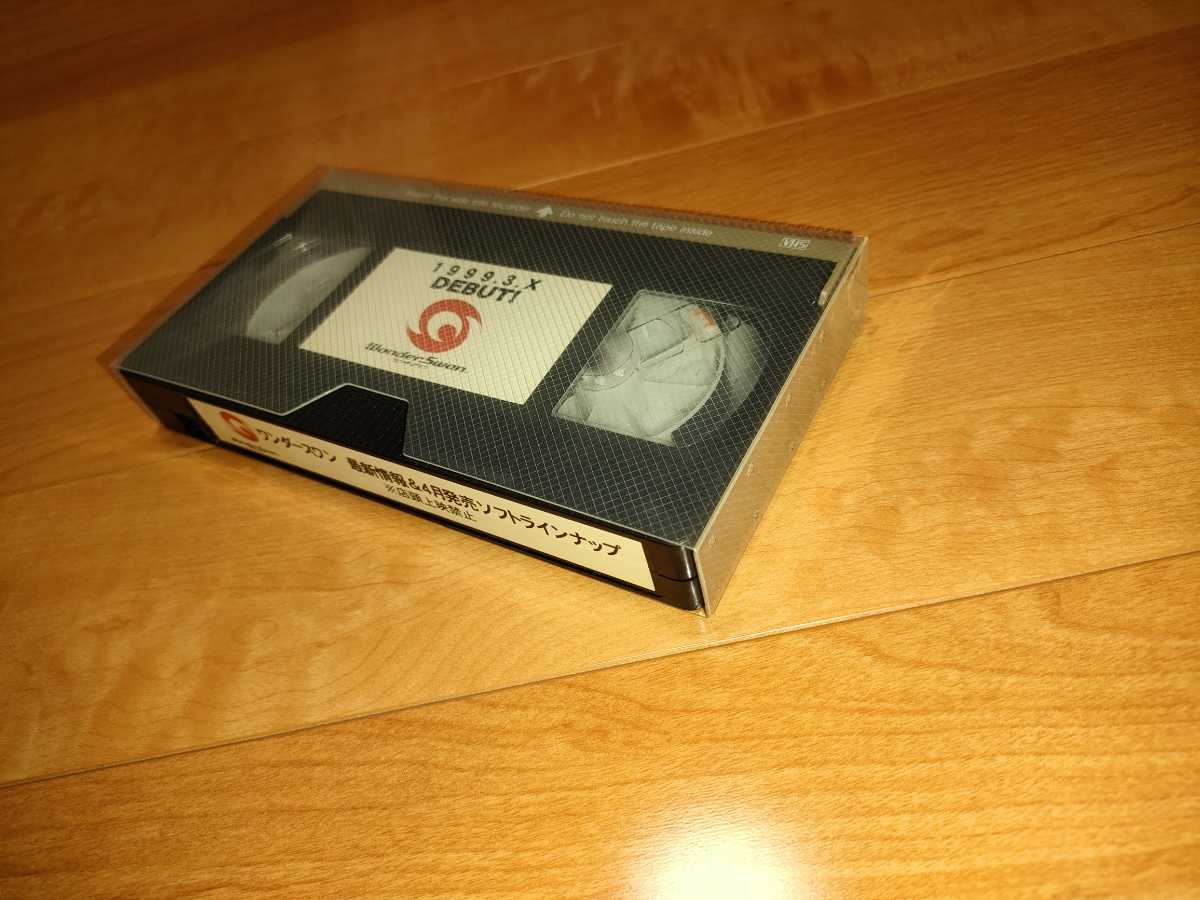 Do not touch the tape inside
VHS
1999.3.X
DEBUT!
WonderSwan
ワンダースワン 最新情報&4月発売ソフトラインナップ
※店頭上映禁止